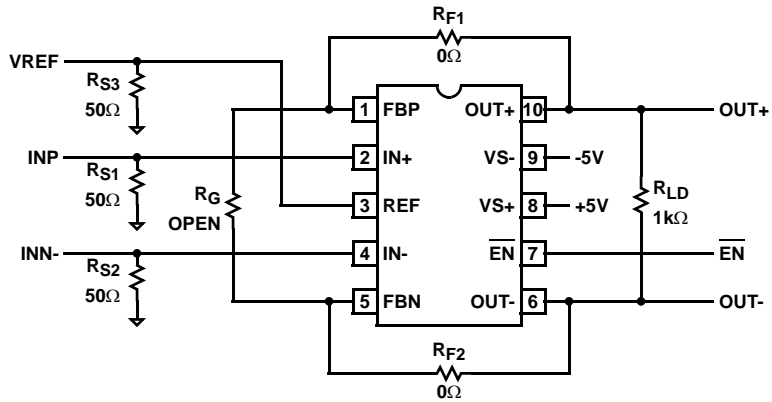 RF1
0Ω
VREF
RS3
50Ω
1 FBP OUT+ 10 OUT+
INP
2 IN+ VS- 9 -5V
RS1
50Ω
RG
OPEN
3 REF VS+ 8 +5V
RLD
1kΩ
INN-
4 IN- EN 7 EN
RS2
50Ω
5 FBN OUT- 6 OUT-
RF2
0Ω